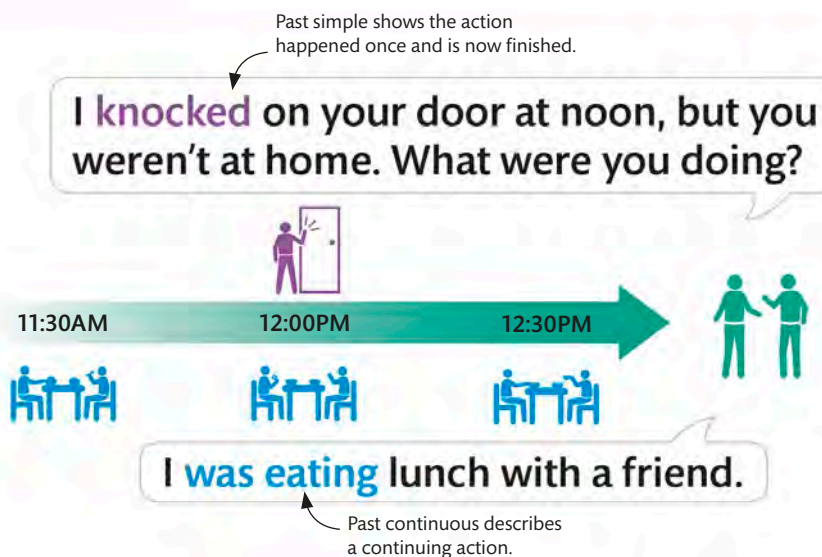 Past simple shows the action
happened once and is now finished.
I knocked on your door at noon, but you
weren't at home. What were you doing?
11:30AM 12:00PM 12:30PM
I was eating lunch with a friend.
Past continuous describes
a continuing action.